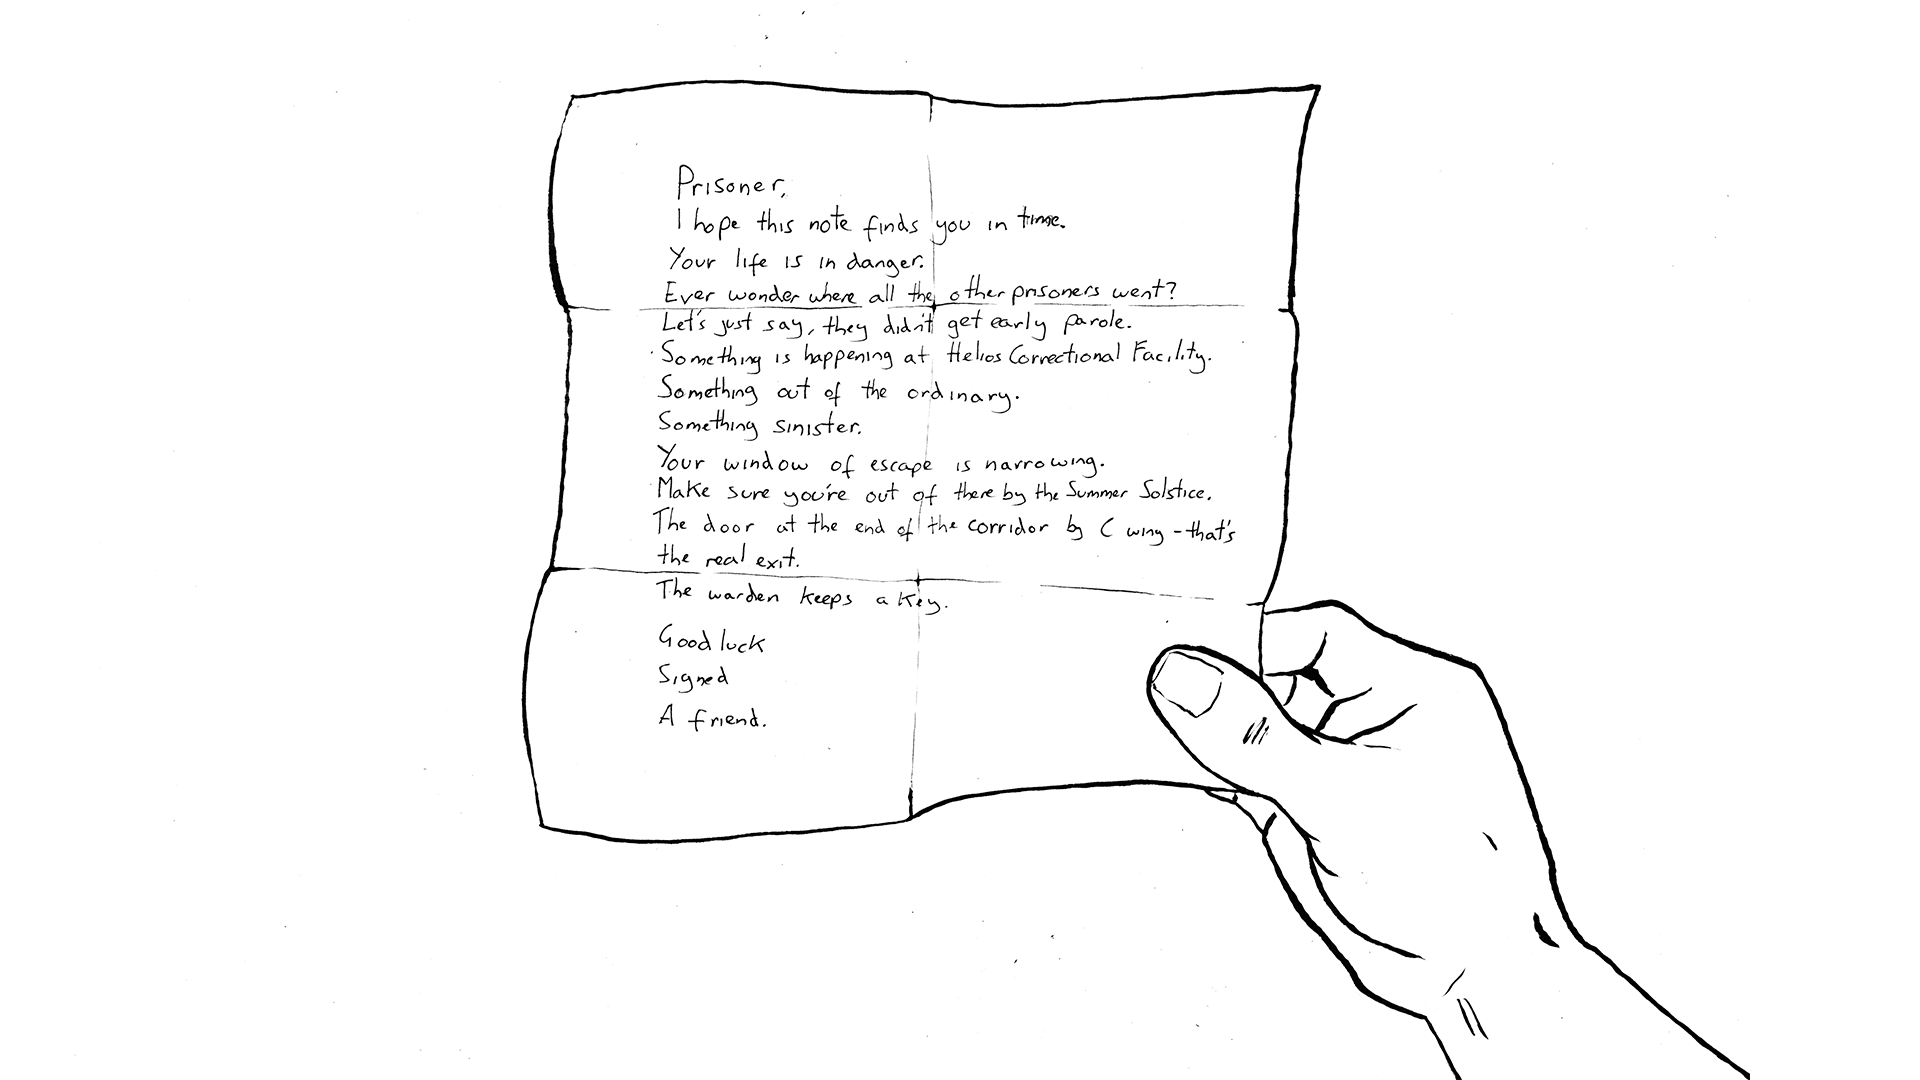 Prisoner,
I hope this note finds you in time.
Your life is in danger.
Ever wonder where all the other prisoners went?
Let's just say, they didn't get early parole.
Something is happening at Helios Correctional Facility.
Something out of the ordinary.
Something sinister.
Your window of escape is narrowing.
Make sure you're out of there by the Summer Solstice.
The door at the end of the corridor by C wing - that's
the real exit.
The warden keeps a key.
Good luck
Signed
A friend.